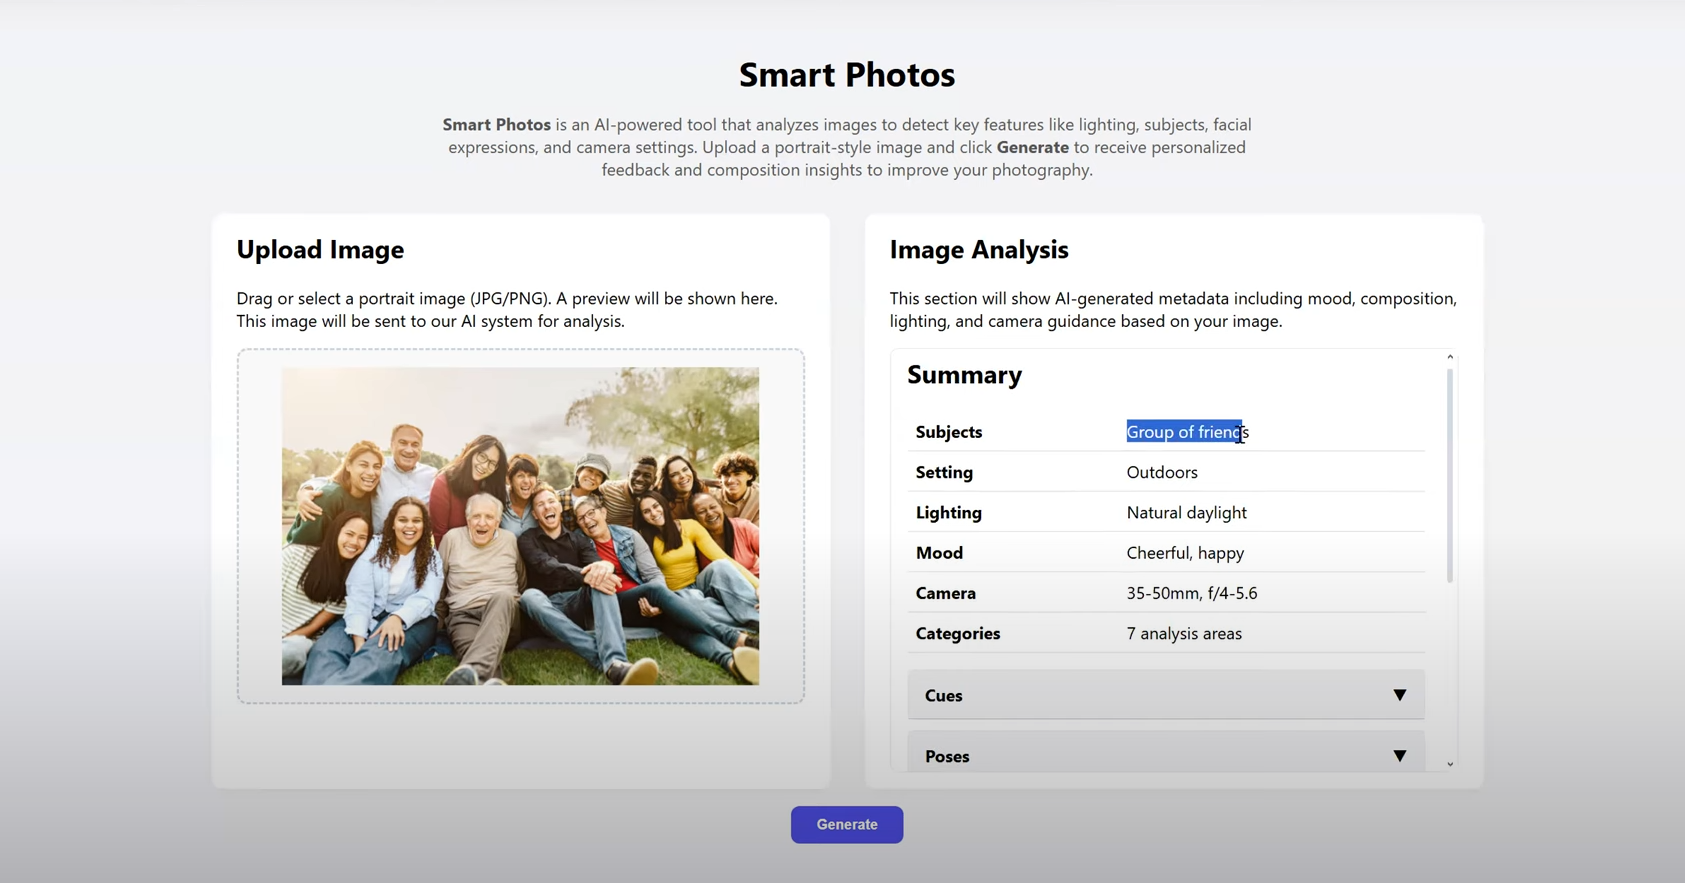 Smart Photos
Smart Photos is an AI-powered tool that analyzes images to detect key features like lighting, subjects, facial
expressions, and camera settings. Upload a portrait-style image and click Generate to receive personalized
feedback and composition insights to improve your photography.
Upload Image
Drag or select a portrait image (JPG/PNG). A preview will be shown here.
This image will be sent to our AI system for analysis.
Image Analysis
This section will show AI-generated metadata including mood, composition,
lighting, and camera guidance based on your image.
Summary
Subjects Group of friends
Setting Outdoors
Lighting Natural daylight
Mood Cheerful, happy
Camera 35-50mm, f/4-5.6
Categories 7 analysis areas
Cues
Poses
Generate